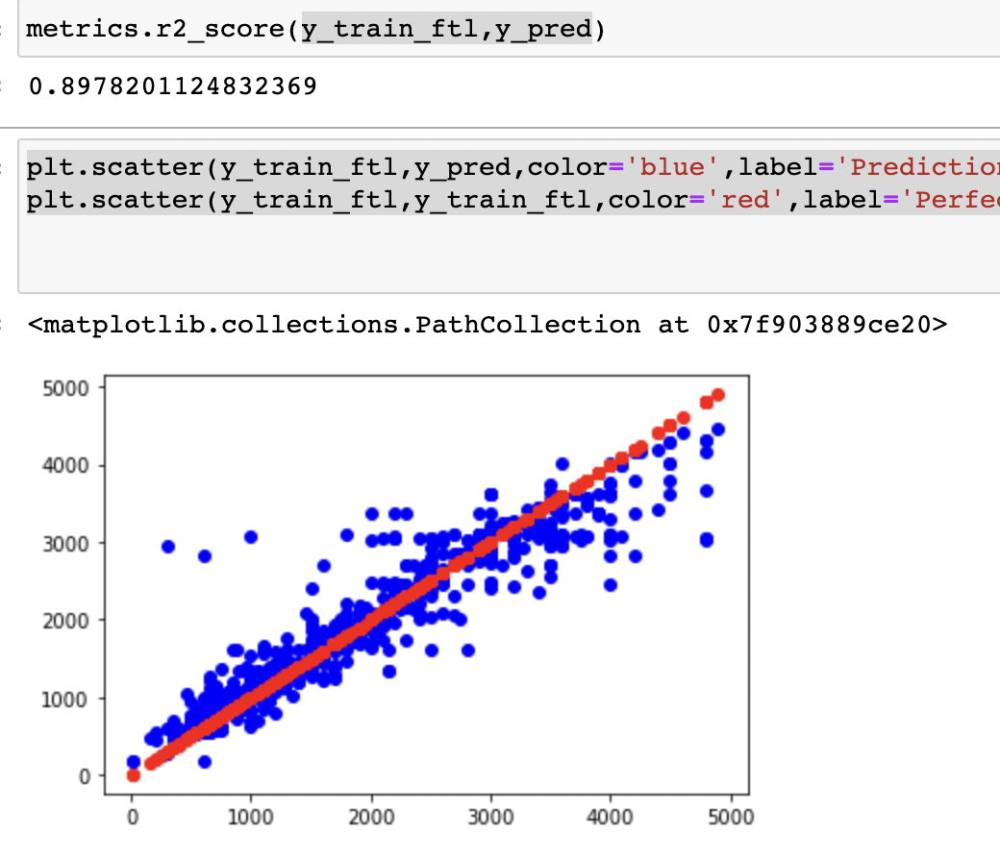 metrics.r2_score(y_train_ftl,y_pred)
0.8978201124832369
plt.scatter(y_train_ftl,y_pred,color='blue',label='Prediction
plt.scatter(y_train_ftl,y_train_ftl,color='red',label='Perfec
<matplotlib.collections.PathCollection at 0x7f903889ce20>
5000
4000
3000
2000
1000
0
0 1000 2000 3000 4000 5000